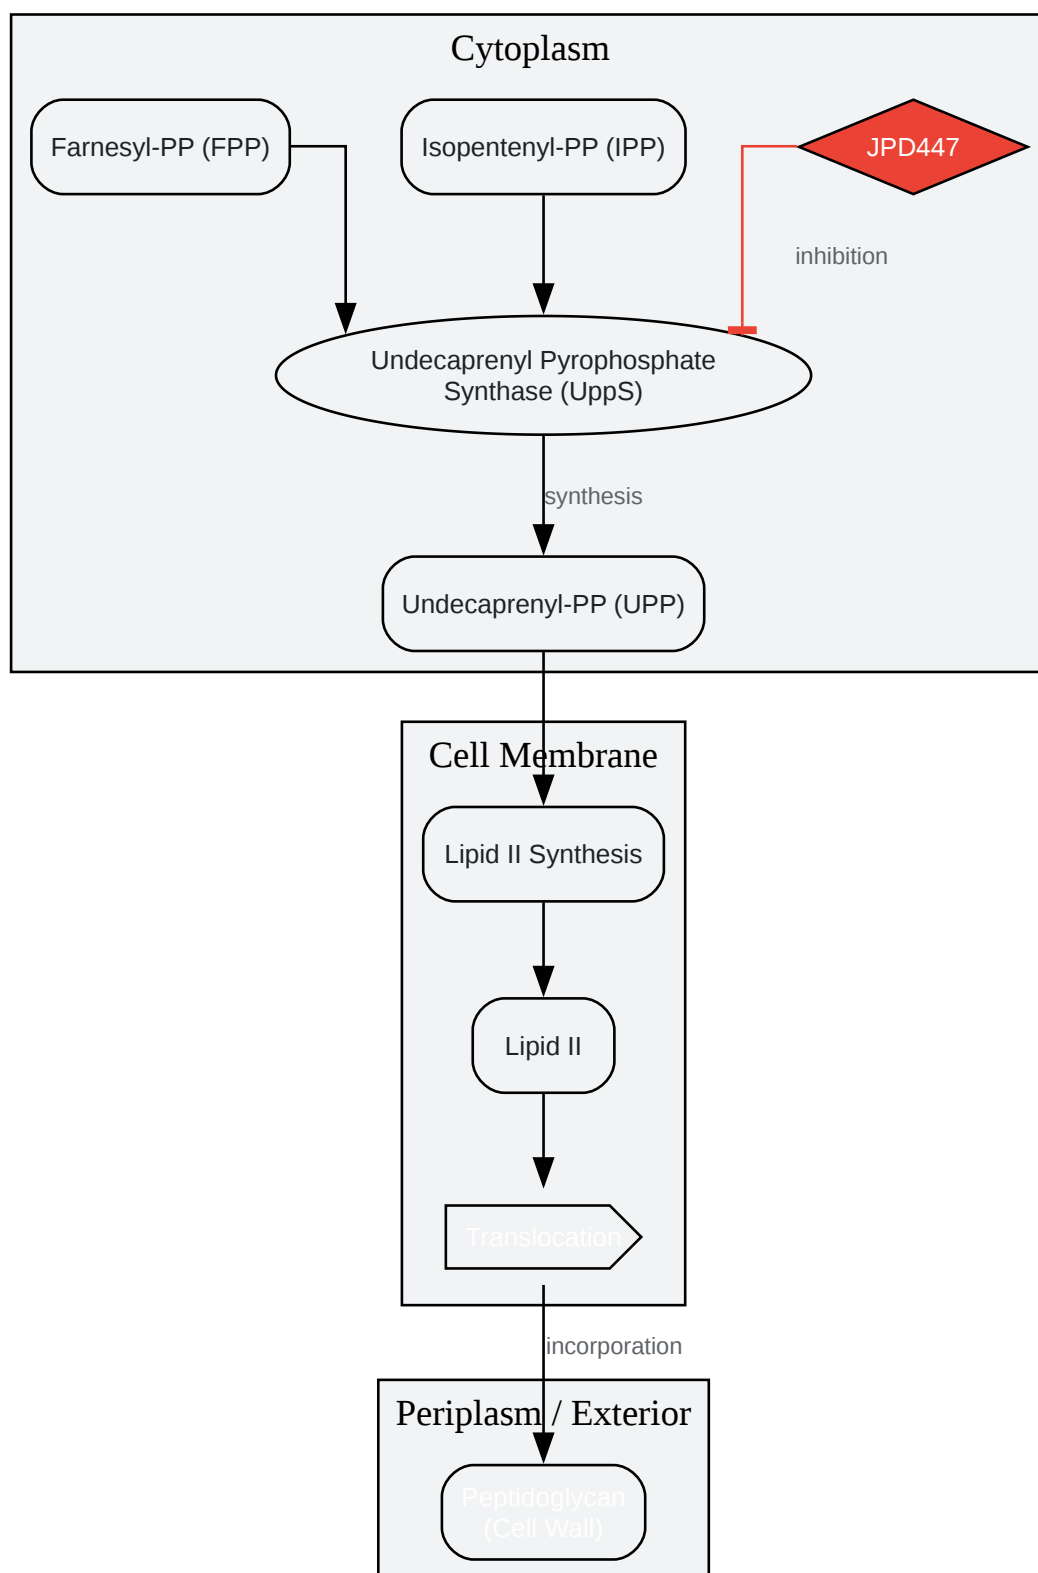 Cytoplasm
Farnesyl-PP (FPP)
Isopentenyl-PP (IPP)
JPD447
inhibition
Undecaprenyl Pyrophosphate
Synthase (UppS)
synthesis
Undecaprenyl-PP (UPP)
Cell Membrane
Lipid II Synthesis
Lipid II
Translocation
incorporation
Periplasm / Exterior
Peptidoglycan
(Cell Wall)